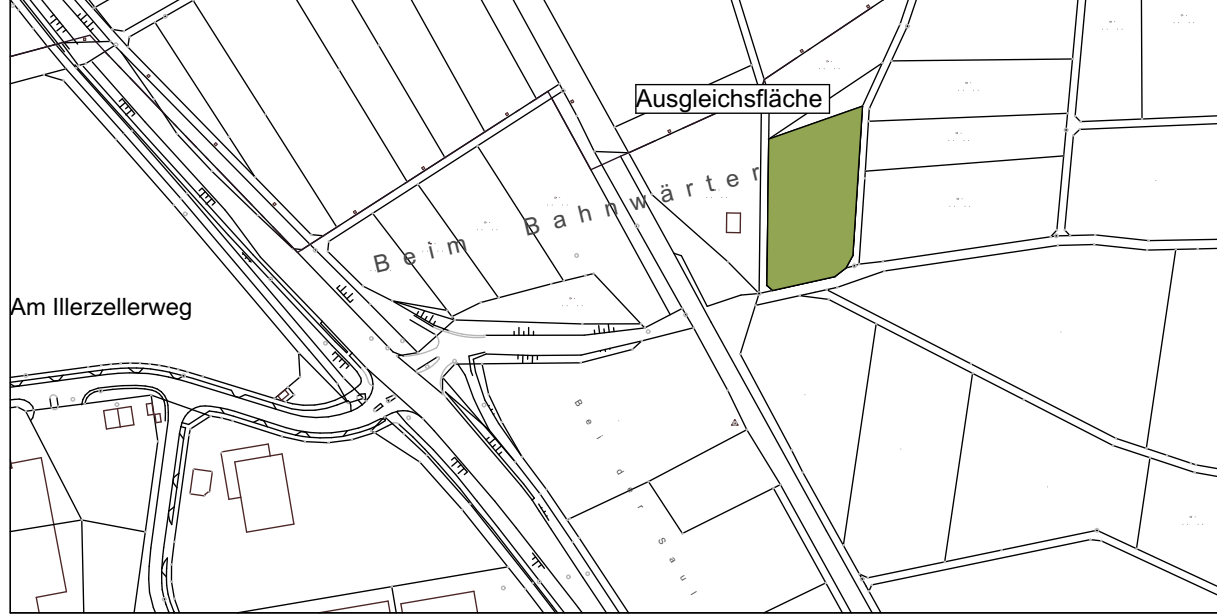 Ausgleichsfläche
Beim Bahnwärter
Am Illerzellerweg
Bei der Saul